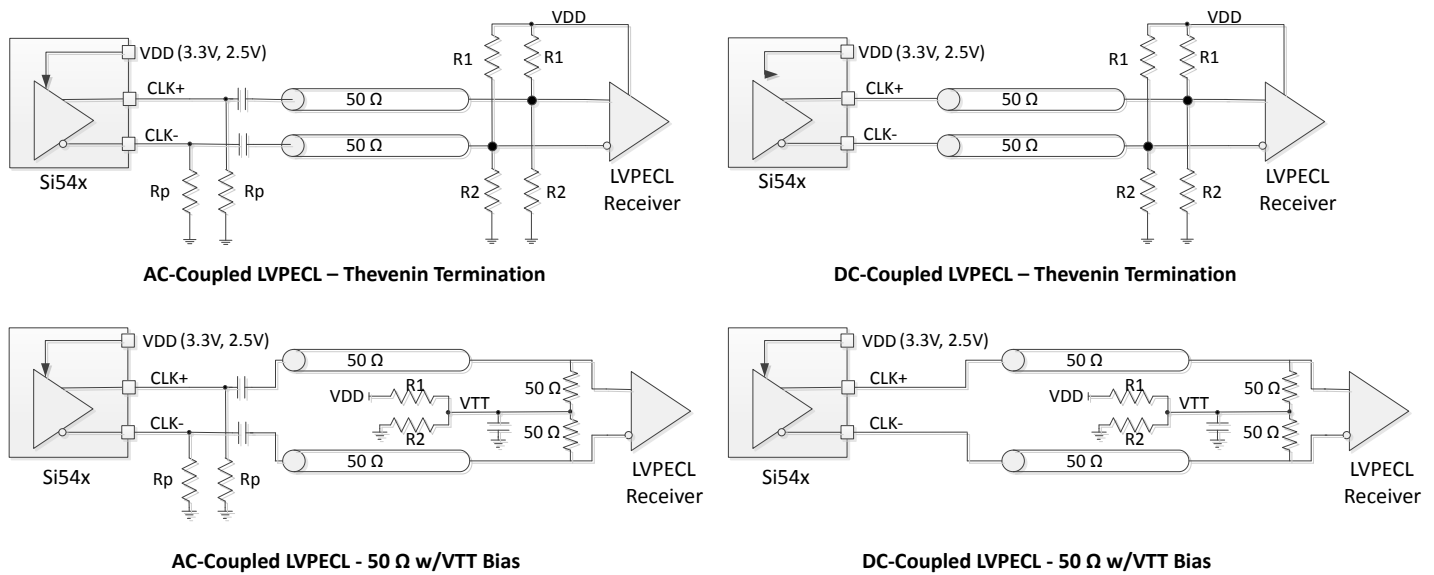 VDD
VDD (3.3V, 2.5V)
R1
R1
CLK+
50 Ω
CLK-
50 Ω
Si54x
Rp
Rp
R2
R2
LVPECL
Receiver
AC-Coupled LVPECL – Thevenin Termination
VDD
VDD (3.3V, 2.5V)
R1
R1
CLK+
50 Ω
CLK-
50 Ω
Si54x
R2
R2
LVPECL
Receiver
DC-Coupled LVPECL – Thevenin Termination
VDD (3.3V, 2.5V)
50 Ω
CLK+
R1
50 Ω
VDD
VTT
CLK-
R2
50 Ω
50 Ω
Si54x
Rp
Rp
LVPECL
Receiver
AC-Coupled LVPECL - 50 Ω w/VTT Bias
VDD (3.3V, 2.5V)
50 Ω
CLK+
R1
50 Ω
VDD
VTT
CLK-
R2
50 Ω
50 Ω
Si54x
LVPECL
Receiver
DC-Coupled LVPECL - 50 Ω w/VTT Bias